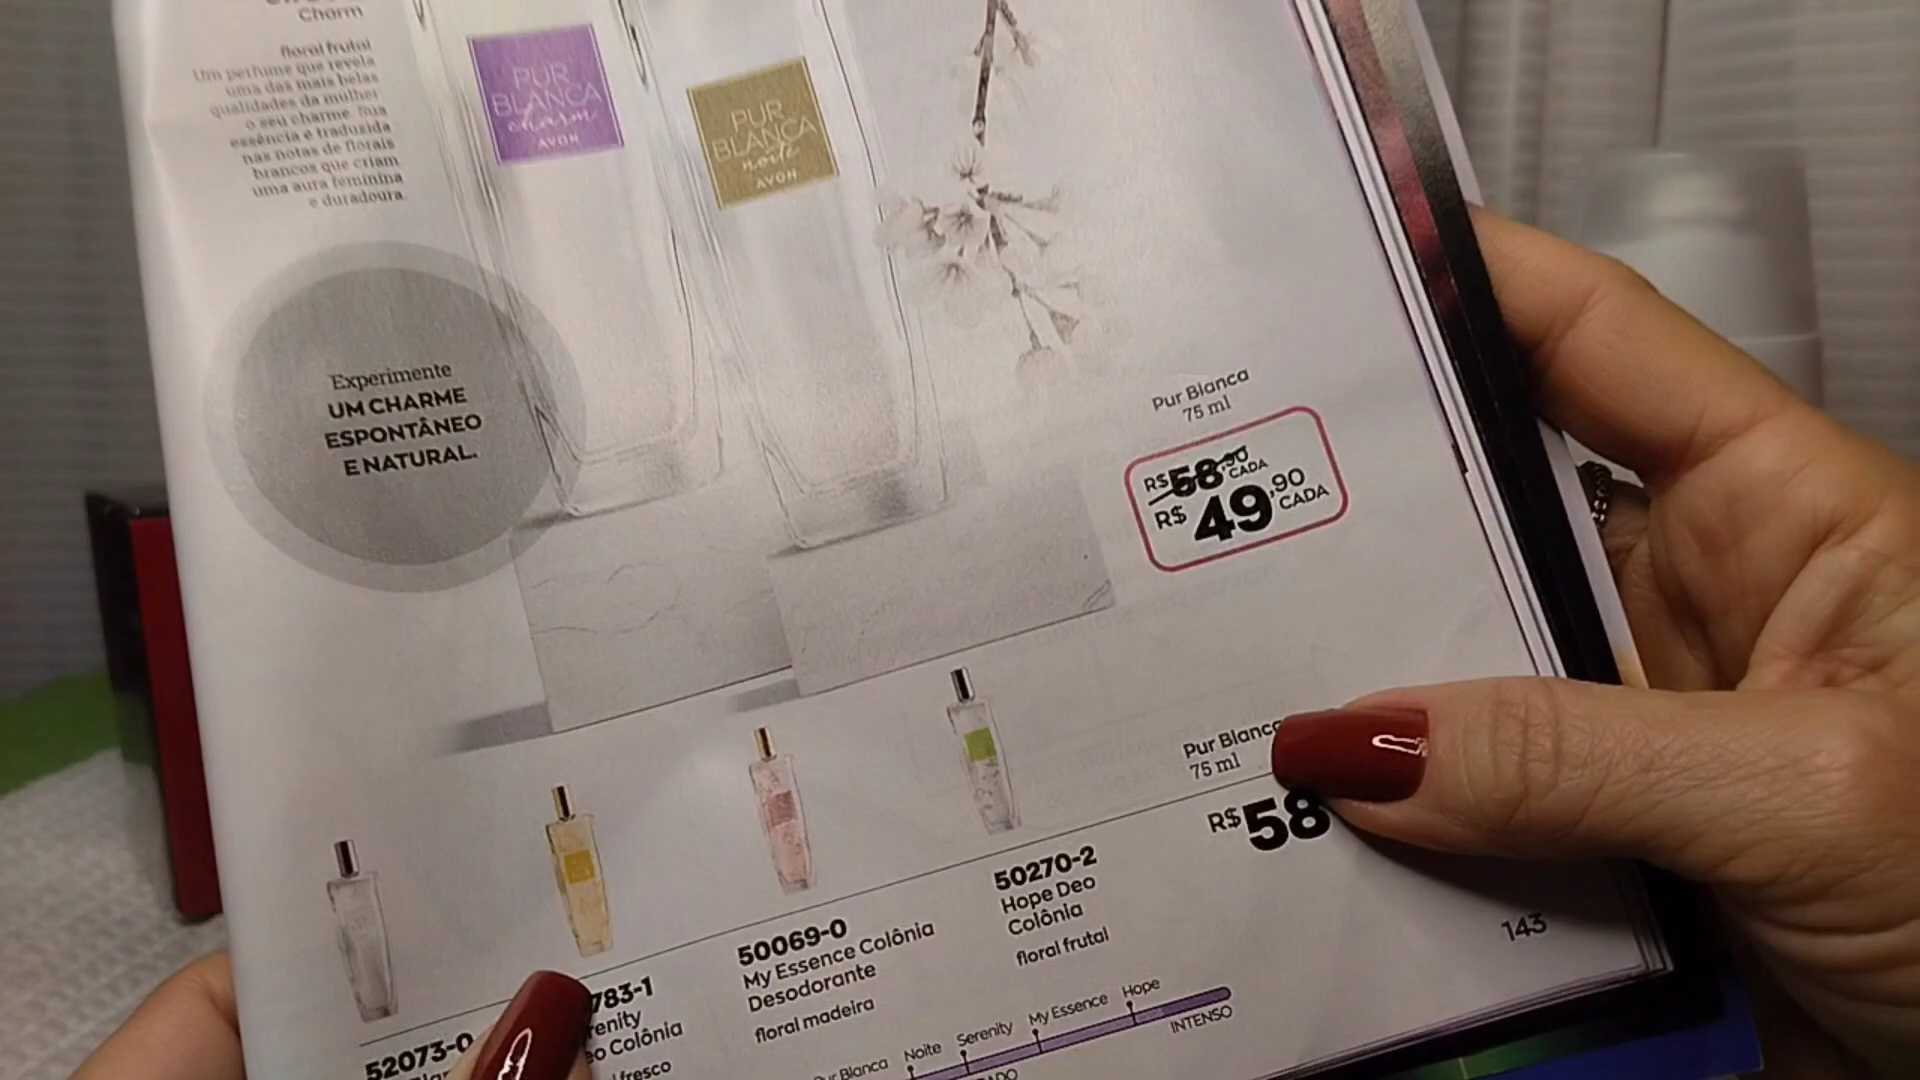 Charm
floral frutal
Um perfume que revela
uma das mais belas
qualidades da mulher
o seu charme. Sua
essência é traduzida
nas notas de florais
brancos que criam
uma aura feminina
e duradoura.
PUR
BLANCA
charm
AVON
PUR
BLANCA
noite
AVON
Experimente
UM CHARME
ESPONTÂNEO
E NATURAL.
Pur Blanca
75 ml
R$ 58,90 CADA
R$ 49,90 CADA
Pur Blanca
75 ml
R$ 58
52073-0
783-1
Colônia
fresco
50069-0
My Essence Colônia
Desodorante
floral madeira
50270-2
Hope Deo
Colônia
floral frutal
Blanca Noite Serenity My Essence Hope
INTENSO
143